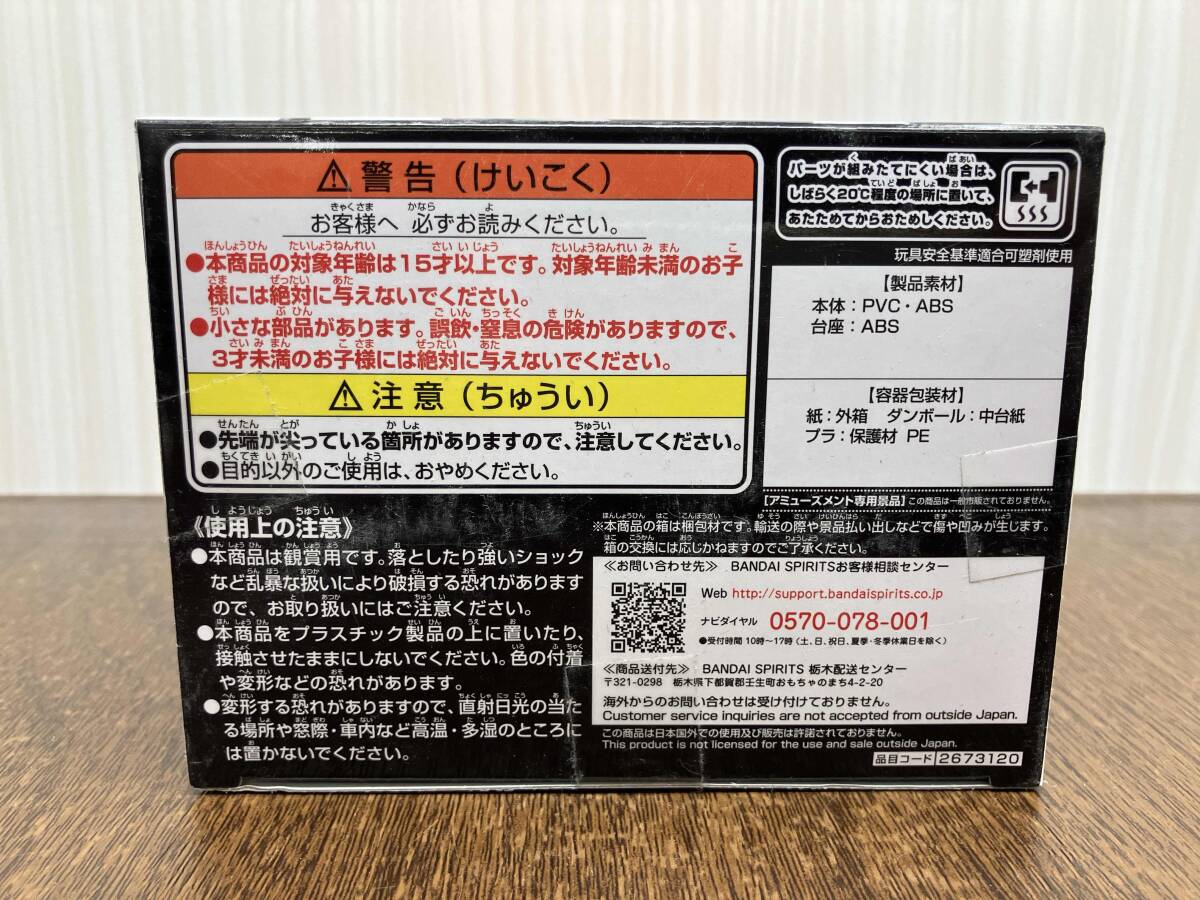 ⚠警告（けいこく）
お客様へ 必ずお読みください。
●本商品の対象年齢は15才以上です。対象年齢未満のお子
様には絶対に与えないでください。
●小さな部品があります。誤飲・窒息の危険がありますので、
3才未満のお子様には絶対に与えないでください。
⚠注意（ちゅうい）
●先端が尖っている箇所がありますので、注意してください。
●目的以外のご使用は、おやめください。
《使用上の注意》
●本商品は観賞用です。落としたり強いショック
など乱暴な扱いにより破損する恐れがあります
ので、お取り扱いにはご注意ください。
●本商品をプラスチック製品の上に置いたり、
接触させたままにしないでください。色の付着
や変形などの恐れがあります。
●変形する恐れがありますので、直射日光の当た
る場所や窓際・車内など高温・多湿のところに
は置かないでください。
パーツが組みたてにくい場合は、
しばらく20℃程度の場所に置いて、
あたためてからおためしください。
玩具安全基準適合可塑剤使用
【製品素材】
本体：PVC・ABS
台座：ABS
【容器包装材】
紙：外箱 ダンボール：中台紙
プラ：保護材 PE
【アミューズメント専用景品】 この商品は一般市販されておりません。
※本商品の箱は梱包材です。輸送の際や景品払い出しなどで傷や凹みが生じます。
箱の交換には応じかねますのでご了承ください。
≪お問い合わせ先≫ BANDAI SPIRITSお客様相談センター
Web http://support.bandaispirits.co.jp
ナビダイヤル 0570-078-001
●受付時間 10時〜17時（土、日、祝日、夏季・冬季休業日を除く）
≪商品送付先≫ BANDAI SPIRITS 栃木配送センター
〒321-0298 栃木県下都賀郡壬生町おもちゃのまち4-2-20
海外からのお問い合わせは受け付けておりません。
Customer service inquiries are not accepted from outside Japan.
この商品は日本国外での使用及び販売は許諾されておりません。
This product is not licensed for the use and sale outside Japan.
品目コード 2673120